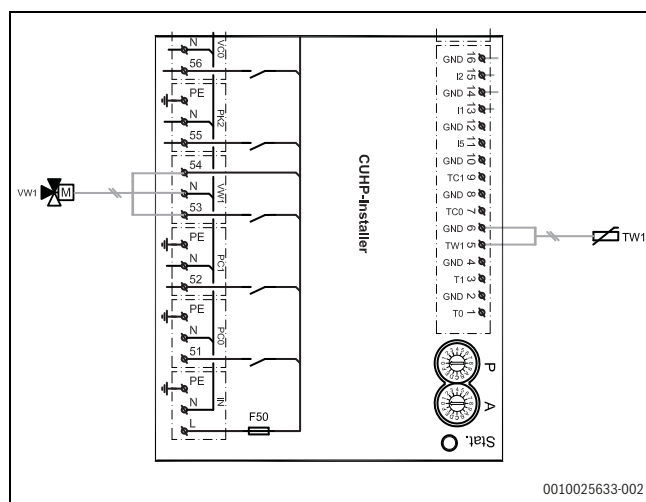 N
56
VC0
PE
N
55
PK2
54
N
53
VW1
VW1
M
PE
N
52
PC1
PE
N
51
PC0
PE
N
L
IN
F50
CUHP-Installer
GND 16
I2 15
GND 14
I1 13
GND 12
I5 11
GND 10
TC1 9
GND 8
TC0 7
GND 6
TW1 5
GND 4
T1 3
GND 2
T0 1
TW1
P
A
Stat.
0010025633-002